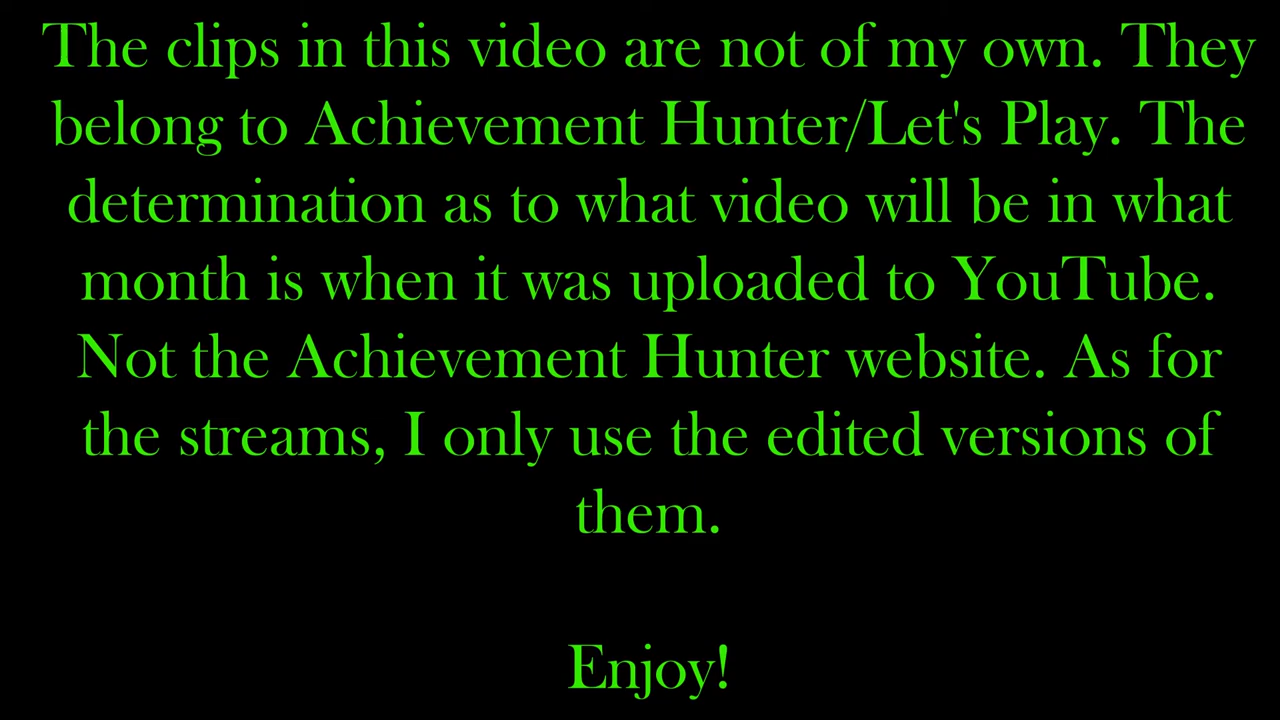 The clips in this video are not of my own. They
belong to Achievement Hunter/Let's Play. The
determination as to what video will be in what
month is when it was uploaded to YouTube.
Not the Achievement Hunter website. As for
the streams, I only use the edited versions of
them.
Enjoy!